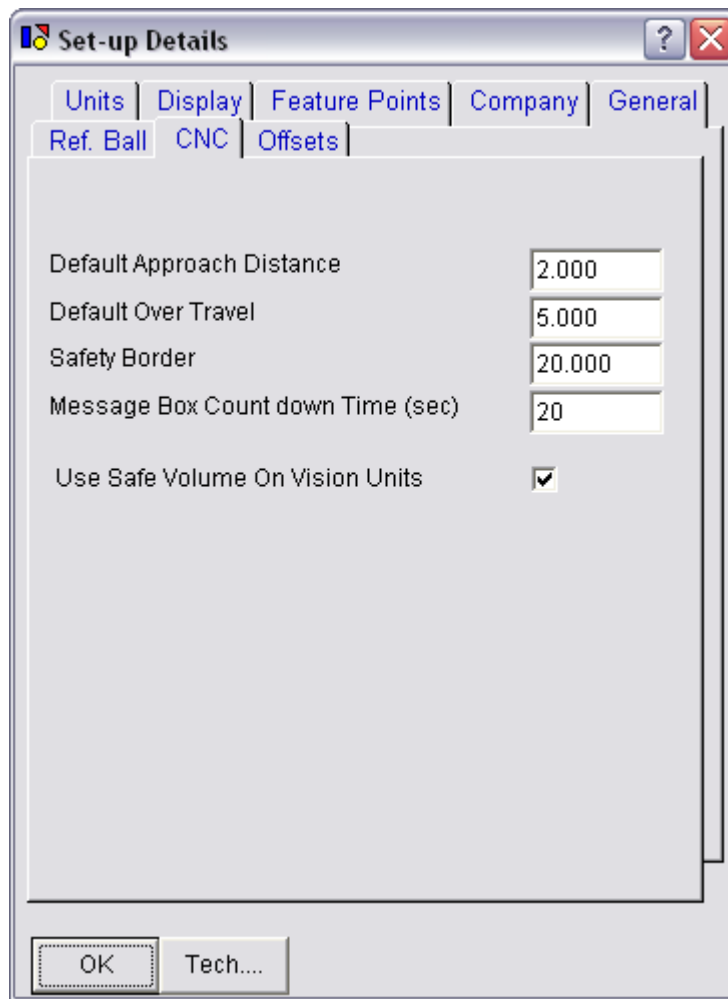 Set-up Details
Units Display Feature Points Company General
Ref. Ball CNC Offsets
Default Approach Distance 2.000
Default Over Travel 5.000
Safety Border 20.000
Message Box Count down Time (sec) 20
Use Safe Volume On Vision Units
OK Tech....